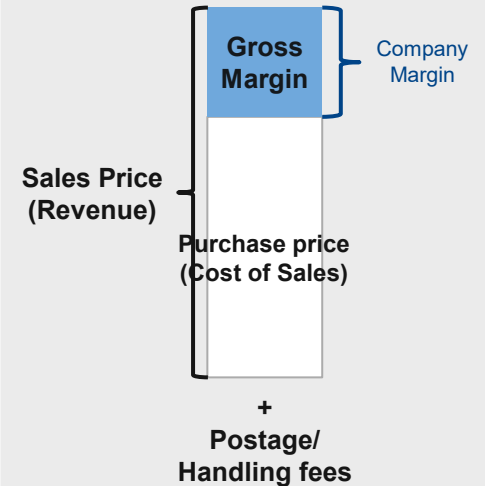 Gross
Margin
Company
Margin
Sales Price
(Revenue)
Purchase price
(Cost of Sales)
+
Postage/
Handling fees